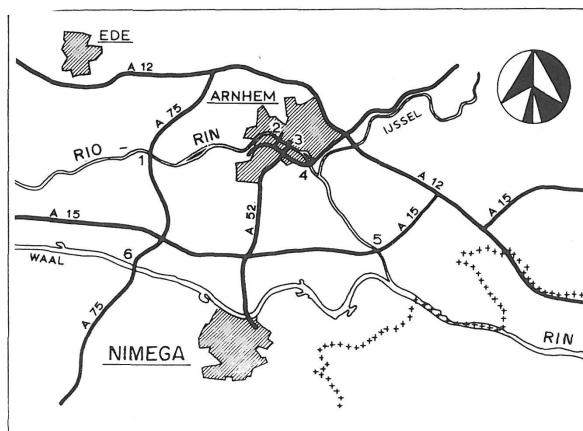 EDE
A 12
ARNHEM
A 75
2
3
RIO
RIN
IJSSEL
1
4
A 12
A 15
A 52
A 15
A 15
5
WAAL
6
A 75
NIMEGA
RIN